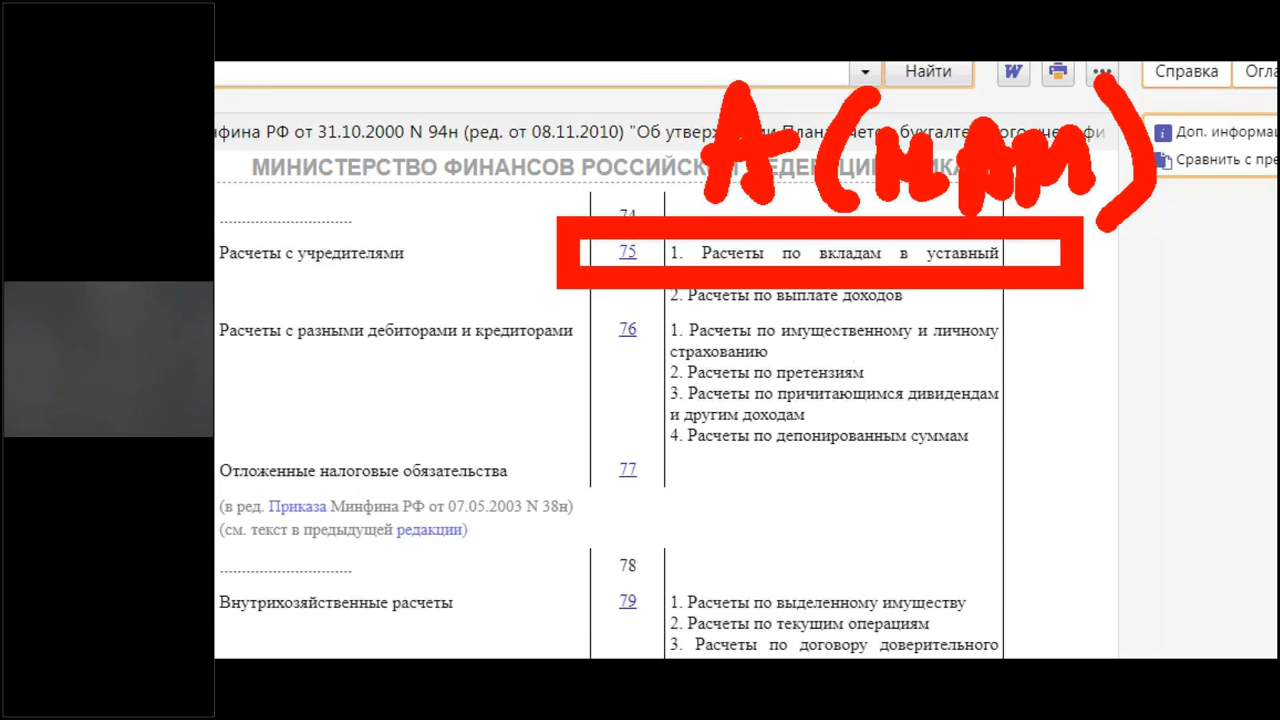 Найти
Справка
Огла
нфина РФ от 31.10.2000 N 94н (ред. от 08.11.2010) "Об
Доп. информа
Сравнить с пре
МИНИСТЕРСТВО ФИНАНСОВ
А (НАМ)
74
Расчеты с учредителями 75 1. Расчеты по вкладам в уставный
2. Расчеты по выплате доходов
Расчеты с разными дебиторами и кредиторами 76 1. Расчеты по имущественному и личному
страхованию
2. Расчеты по претензиям
3. Расчеты по причитающимся дивидендам
и другим доходам
4. Расчеты по депонированным суммам
Отложенные налоговые обязательства 77
(в ред. Приказа Минфина РФ от 07.05.2003 N 38н)
(см. текст в предыдущей редакции)
78
Внутрихозяйственные расчеты 79 1. Расчеты по выделенному имуществу
2. Расчеты по текущим операциям
3. Расчеты по договору доверительного